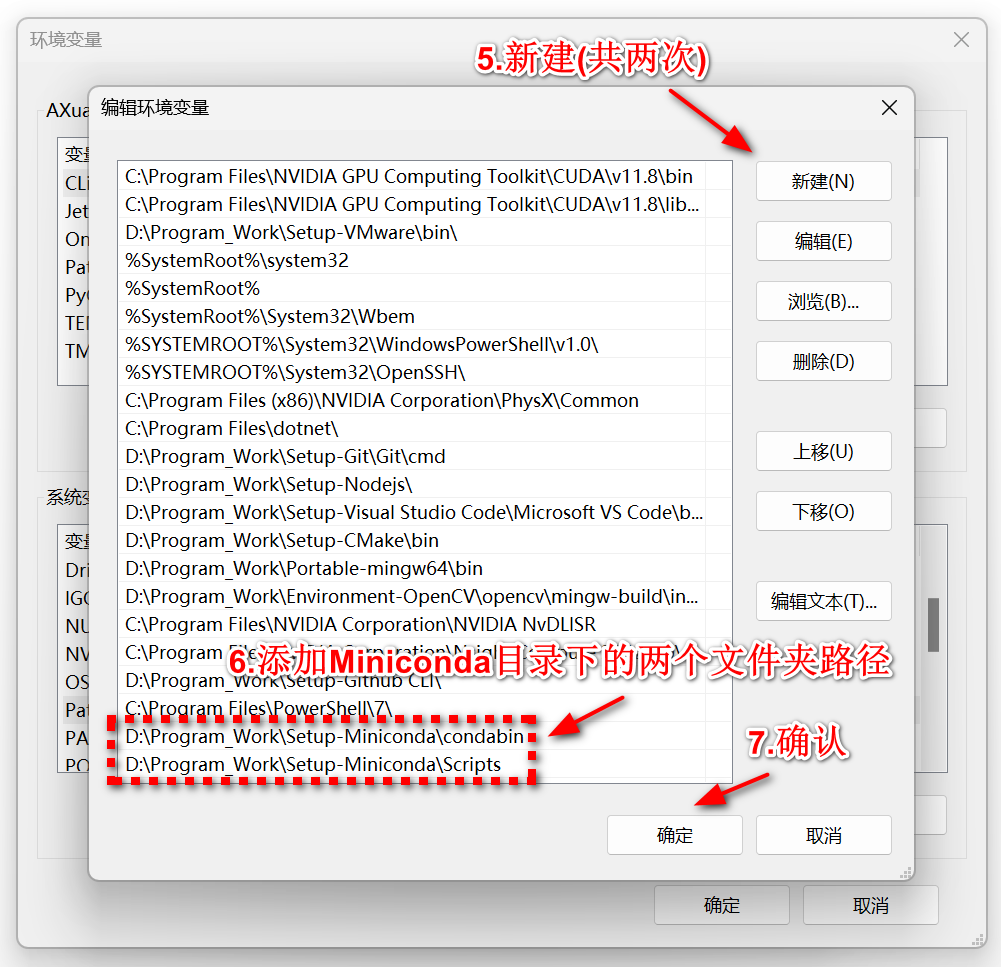 环境变量
5.新建(共两次)
AXua
编辑环境变量
变量
CLi
Jet
On
Pat
PyC
TEM
TM
C:\Program Files\NVIDIA GPU Computing Toolkit\CUDA\v11.8\bin
C:\Program Files\NVIDIA GPU Computing Toolkit\CUDA\v11.8\lib...
D:\Program_Work\Setup-VMware\bin\
%SystemRoot%\system32
%SystemRoot%
%SystemRoot%\System32\Wbem
%SYSTEMROOT%\System32\WindowsPowerShell\v1.0\
%SYSTEMROOT%\System32\OpenSSH\
C:\Program Files (x86)\NVIDIA Corporation\PhysX\Common
C:\Program Files\dotnet\
D:\Program_Work\Setup-Git\Git\cmd
D:\Program_Work\Setup-Nodejs\
D:\Program_Work\Setup-Visual Studio Code\Microsoft VS Code\b...
D:\Program_Work\Setup-CMake\bin
D:\Program_Work\Portable-mingw64\bin
D:\Program_Work\Environment-OpenCV\opencv\mingw-build\in...
C:\Program Files\NVIDIA Corporation\NVIDIA NvDLISR
6.添加Miniconda目录下的两个文件夹路径
D:\Program_Work\Setup-Github CLI\
C:\Program Files\PowerShell\7\
D:\Program_Work\Setup-Miniconda\condabin
D:\Program_Work\Setup-Miniconda\Scripts
新建(N)
编辑(E)
浏览(B)...
删除(D)
上移(U)
下移(O)
编辑文本(T)...
系统变
变量
Dri
IGC
NU
NV
OS
Pat
PA
7.确认
确定
取消
确定
取消